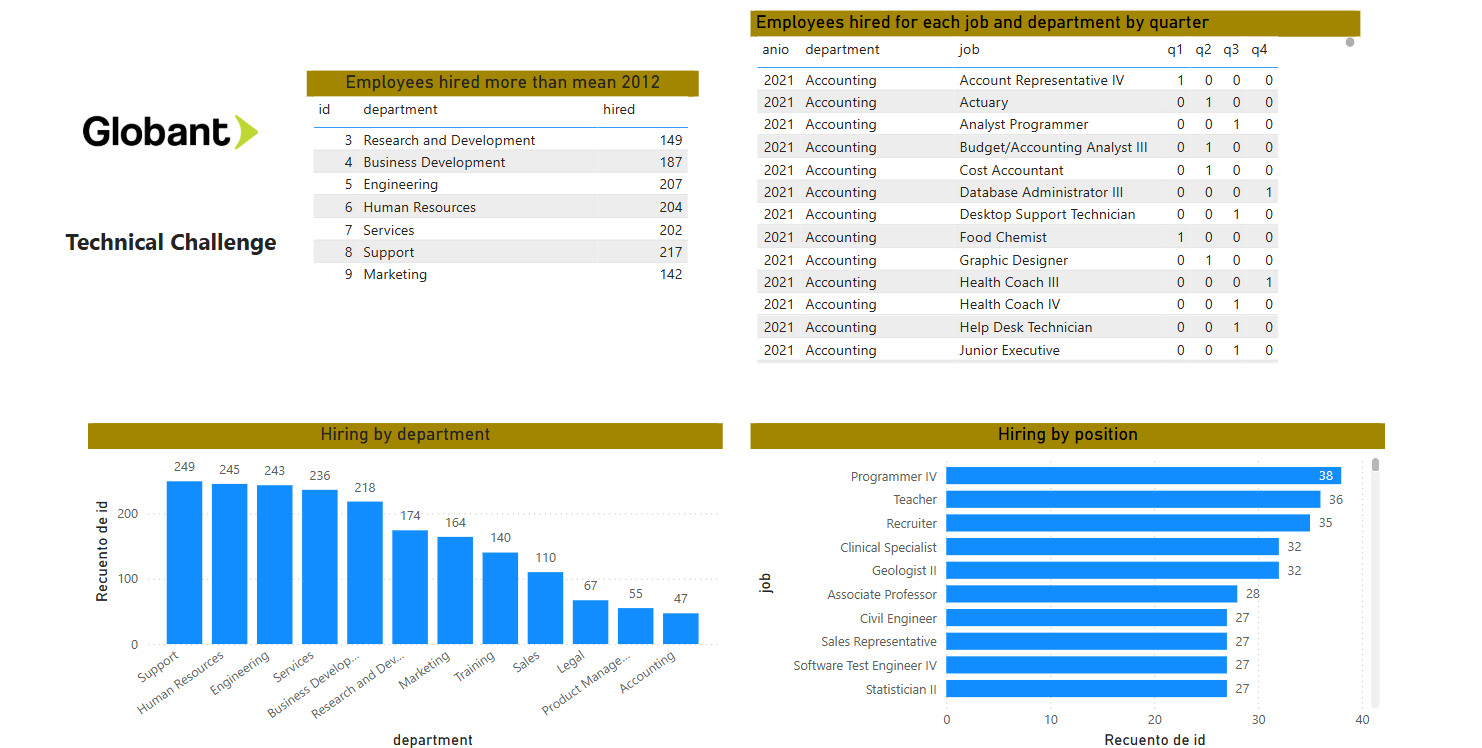 Globant
Technical Challenge
Employees hired more than mean 2012
id department hired
3 Research and Development 149
4 Business Development 187
5 Engineering 207
6 Human Resources 204
7 Services 202
8 Support 217
9 Marketing 142
Employees hired for each job and department by quarter
anio department job q1 q2 q3 q4
2021 Accounting Account Representative IV 1 0 0 0
2021 Accounting Actuary 0 1 0 0
2021 Accounting Analyst Programmer 0 0 1 0
2021 Accounting Budget/Accounting Analyst III 0 1 0 0
2021 Accounting Cost Accountant 0 1 0 0
2021 Accounting Database Administrator III 0 0 0 1
2021 Accounting Desktop Support Technician 0 0 1 0
2021 Accounting Food Chemist 1 0 0 0
2021 Accounting Graphic Designer 0 1 0 0
2021 Accounting Health Coach III 0 0 0 1
2021 Accounting Health Coach IV 0 0 1 0
2021 Accounting Help Desk Technician 0 0 1 0
2021 Accounting Junior Executive 0 0 1 0
Hiring by department
Recuento de id
200
100
0
249 245 243 236 218 174 164 140 110 67 55 47
Support
Human Resources
Engineering
Services
Business Develop...
Research and Dev...
Marketing
Training
Sales
Legal
Product Manage...
Accounting
department
Hiring by position
job
Programmer IV 38
Teacher 36
Recruiter 35
Clinical Specialist 32
Geologist II 32
Associate Professor 28
Civil Engineer 27
Sales Representative 27
Software Test Engineer IV 27
Statistician II 27
0 10 20 30 40
Recuento de id